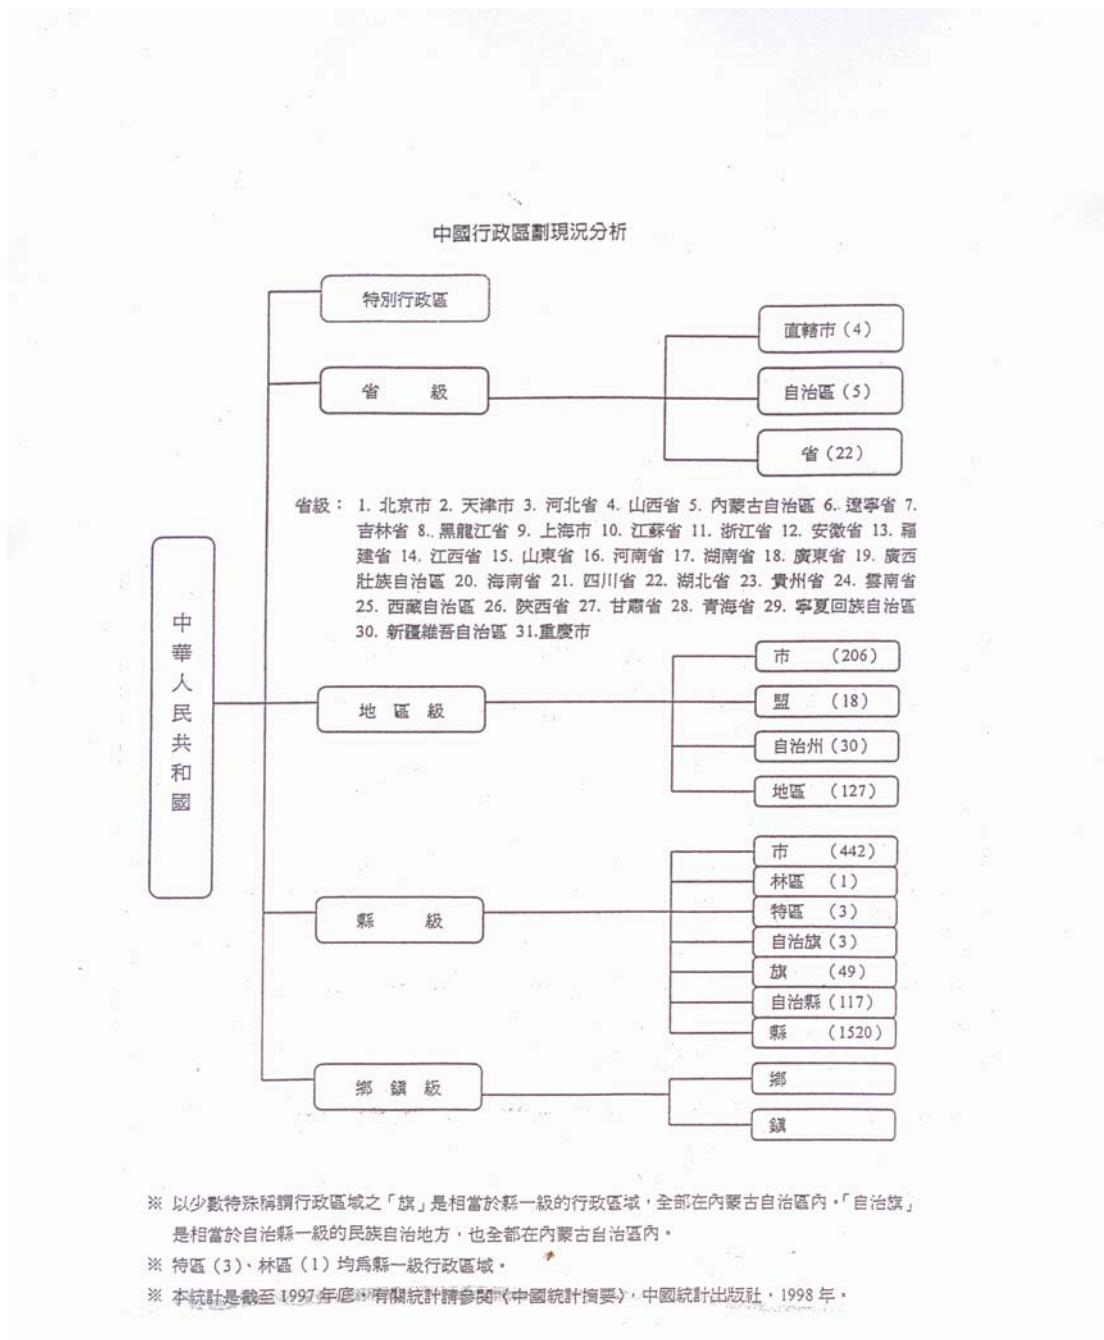 中國行政區劃現況分析
特別行政區
直轄市（4）
省 級
自治區（5）
省（22）
省級： 1. 北京市 2. 天津市 3. 河北省 4. 山西省 5. 內蒙古自治區 6. 遼寧省 7.
吉林省 8. 黑龍江省 9. 上海市 10. 江蘇省 11. 浙江省 12. 安徽省 13. 福
建省 14. 江西省 15. 山東省 16. 河南省 17. 湖南省 18. 廣東省 19. 廣西
壯族自治區 20. 海南省 21. 四川省 22. 湖北省 23. 貴州省 24. 雲南省
25. 西藏自治區 26. 陝西省 27. 甘肅省 28. 青海省 29. 寧夏回族自治區
30. 新疆維吾自治區 31.重慶市
中華人民共和國
市 （206）
盟 （18）
地 區 級
自治州（30）
地區 （127）
市 （442）
林區 （1）
特區 （3）
縣 級
自治旗（3）
旗 （49）
自治縣（117）
縣 （1520）
鄉 鎮 級
鄉
鎮
※ 以少數特殊稱謂行政區域之「旗」是相當於縣一級的行政區域，全部在內蒙古自治區內。「自治旗」
是相當於自治縣一級的民族自治地方，也全都在內蒙古自治區內。
※ 特區（3）、林區（1）均為縣一級行政區域。
※ 本統計是截至 1997 年底。有關統計請參閱〈中國統計摘要〉，中國統計出版社，1998 年。